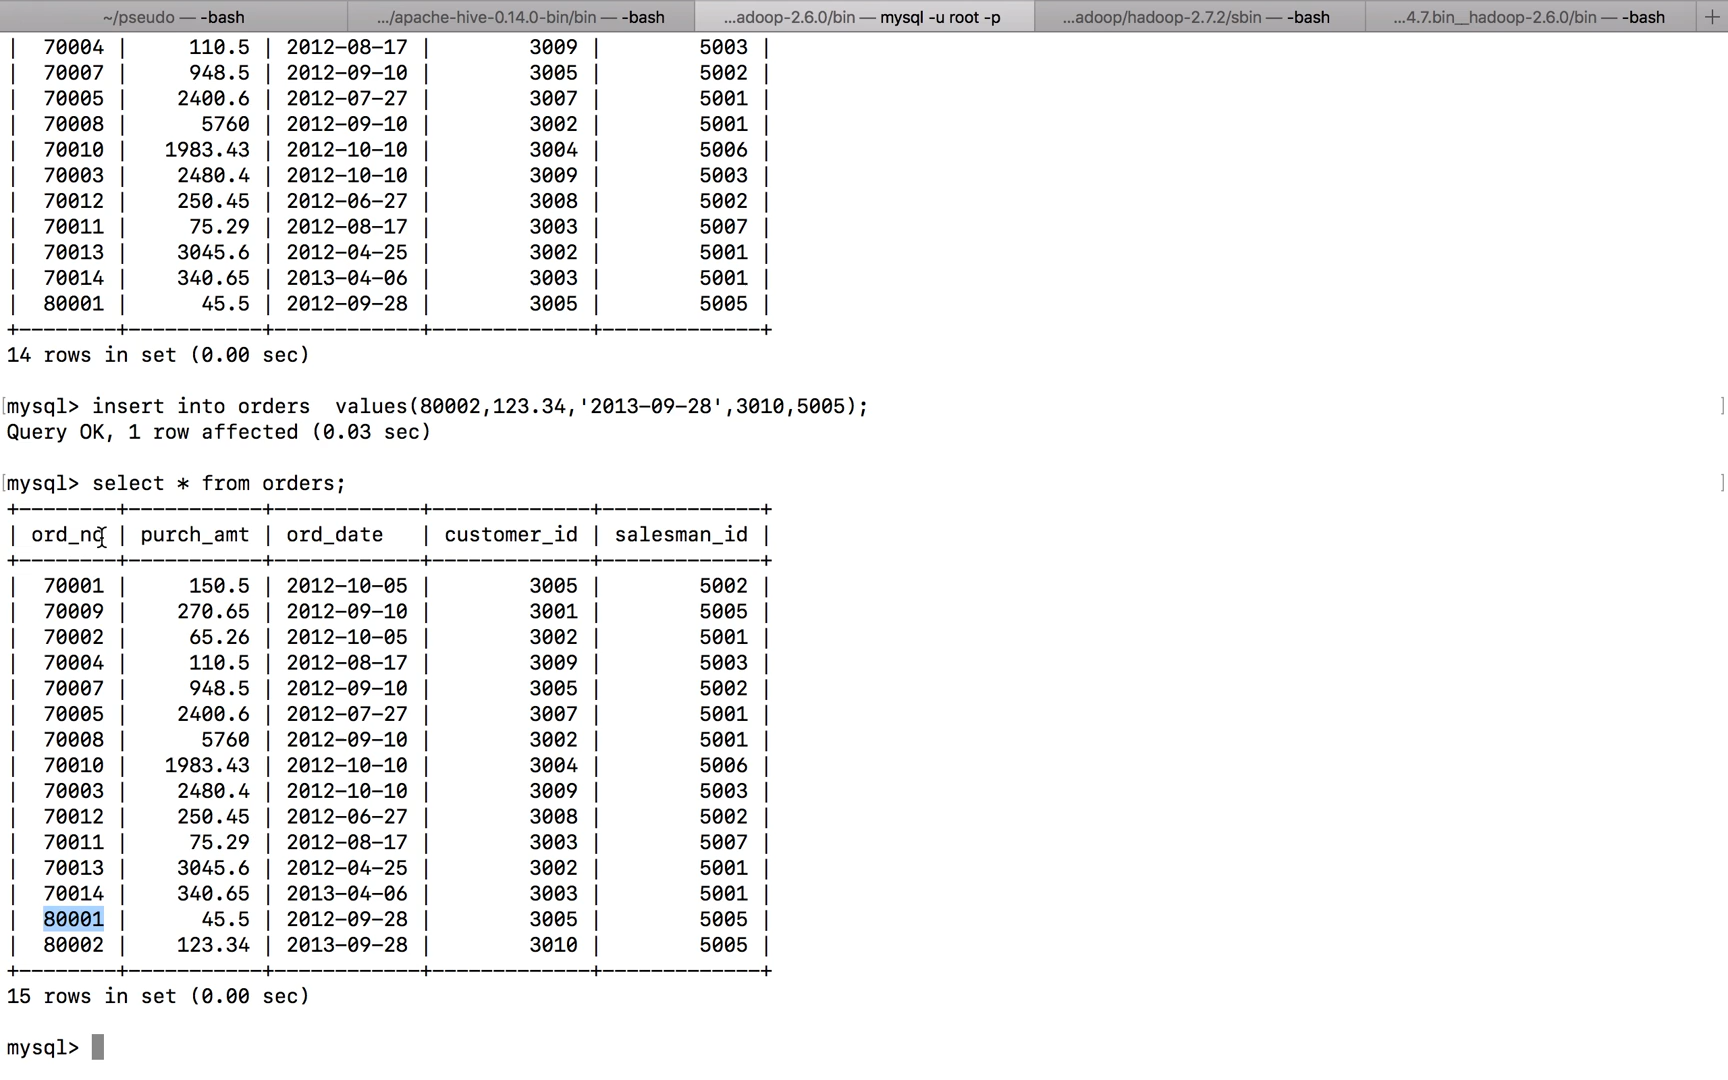 ~/pseudo — -bash
.../apache-hive-0.14.0-bin/bin — -bash
...adoop-2.6.0/bin — mysql -u root -p
...adoop/hadoop-2.7.2/sbin — -bash
...4.7.bin__hadoop-2.6.0/bin — -bash
+
| 70004 | 110.5 | 2012-08-17 | 3009 | 5003 |
| 70007 | 948.5 | 2012-09-10 | 3005 | 5002 |
| 70005 | 2400.6 | 2012-07-27 | 3007 | 5001 |
| 70008 | 5760 | 2012-09-10 | 3002 | 5001 |
| 70010 | 1983.43 | 2012-10-10 | 3004 | 5006 |
| 70003 | 2480.4 | 2012-10-10 | 3009 | 5003 |
| 70012 | 250.45 | 2012-06-27 | 3008 | 5002 |
| 70011 | 75.29 | 2012-08-17 | 3003 | 5007 |
| 70013 | 3045.6 | 2012-04-25 | 3002 | 5001 |
| 70014 | 340.65 | 2013-04-06 | 3003 | 5001 |
| 80001 | 45.5 | 2012-09-28 | 3005 | 5005 |
+--------+-----------+------------+-------------+-------------+
14 rows in set (0.00 sec)
[mysql> insert into orders  values(80002,123.34,'2013-09-28',3010,5005); ]
Query OK, 1 row affected (0.03 sec)
[mysql> select * from orders; ]
+--------+-----------+------------+-------------+-------------+
| ord_no | purch_amt | ord_date | customer_id | salesman_id |
+--------+-----------+------------+-------------+-------------+
| 70001 | 150.5 | 2012-10-05 | 3005 | 5002 |
| 70009 | 270.65 | 2012-09-10 | 3001 | 5005 |
| 70002 | 65.26 | 2012-10-05 | 3002 | 5001 |
| 70004 | 110.5 | 2012-08-17 | 3009 | 5003 |
| 70007 | 948.5 | 2012-09-10 | 3005 | 5002 |
| 70005 | 2400.6 | 2012-07-27 | 3007 | 5001 |
| 70008 | 5760 | 2012-09-10 | 3002 | 5001 |
| 70010 | 1983.43 | 2012-10-10 | 3004 | 5006 |
| 70003 | 2480.4 | 2012-10-10 | 3009 | 5003 |
| 70012 | 250.45 | 2012-06-27 | 3008 | 5002 |
| 70011 | 75.29 | 2012-08-17 | 3003 | 5007 |
| 70013 | 3045.6 | 2012-04-25 | 3002 | 5001 |
| 70014 | 340.65 | 2013-04-06 | 3003 | 5001 |
| 80001 | 45.5 | 2012-09-28 | 3005 | 5005 |
| 80002 | 123.34 | 2013-09-28 | 3010 | 5005 |
+--------+-----------+------------+-------------+-------------+
15 rows in set (0.00 sec)
mysql>